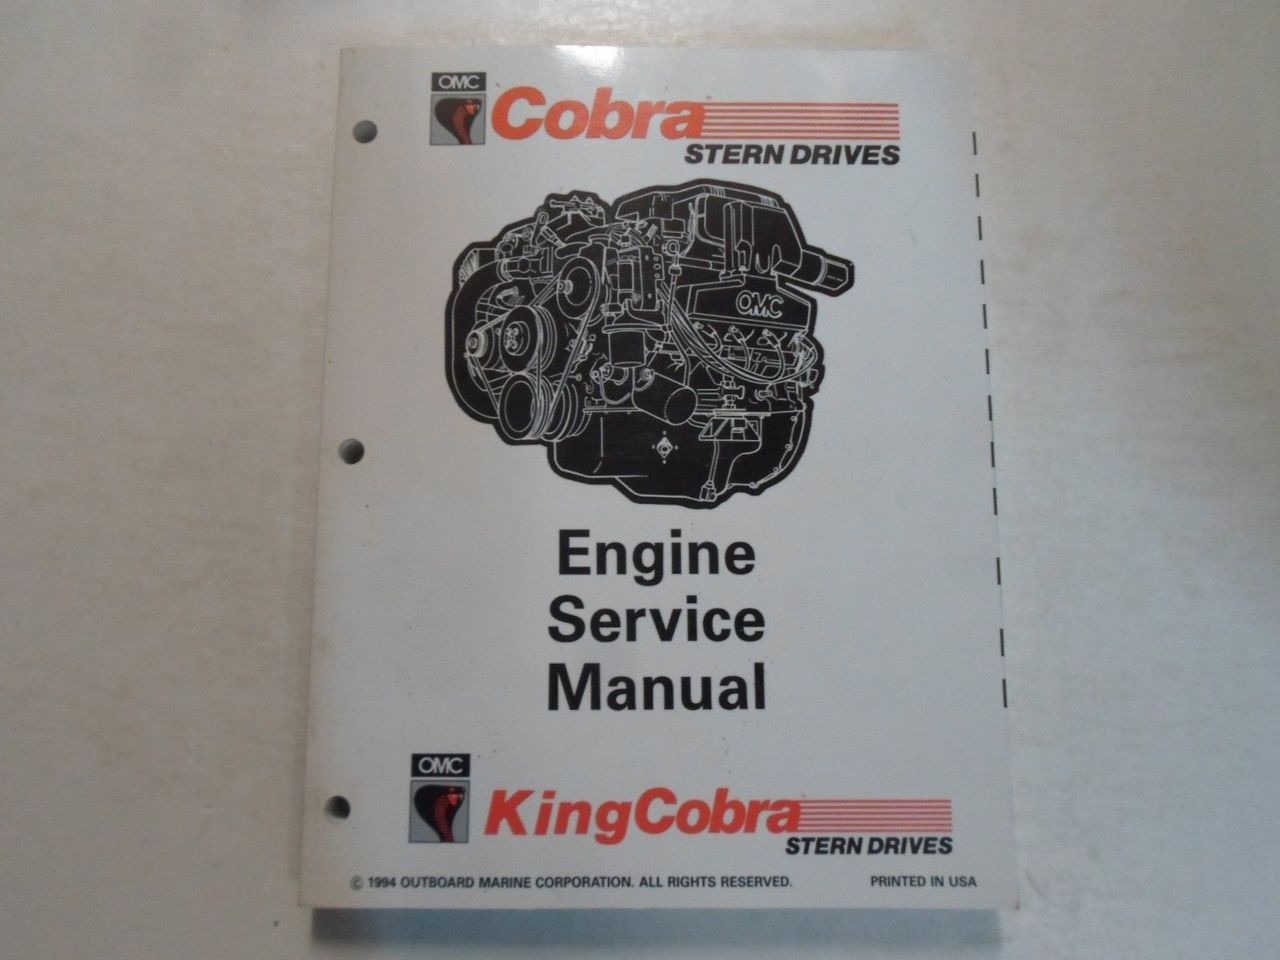 OMC
Cobra
STERN DRIVES
OMC
Engine
Service
Manual
OMC
KingCobra
STERN DRIVES
© 1994 OUTBOARD MARINE CORPORATION. ALL RIGHTS RESERVED. PRINTED IN USA